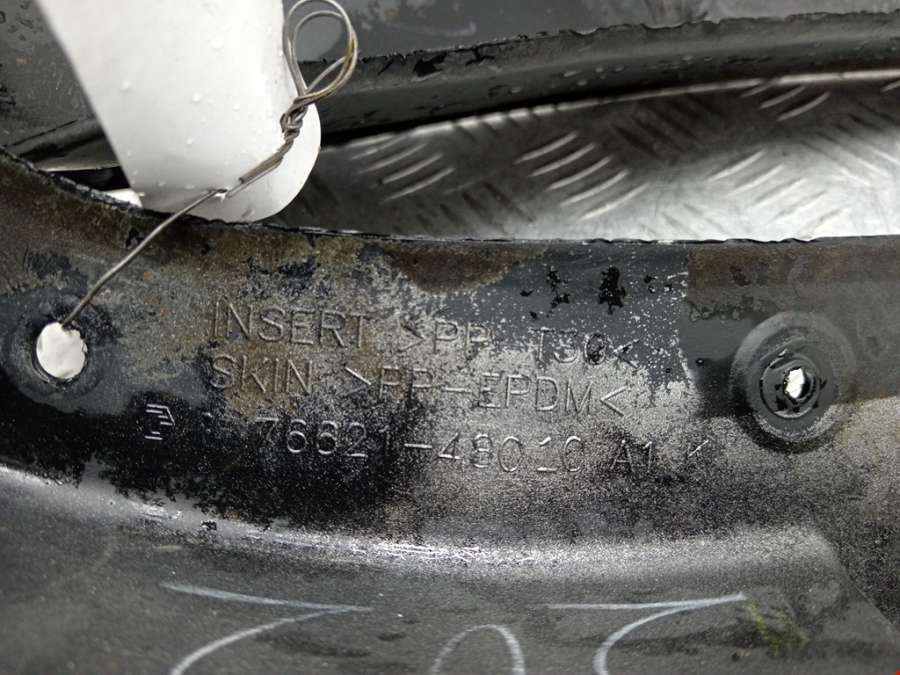 INSERT >PP T30<
SKIN >PP-EPDM<
76621-48010 A1